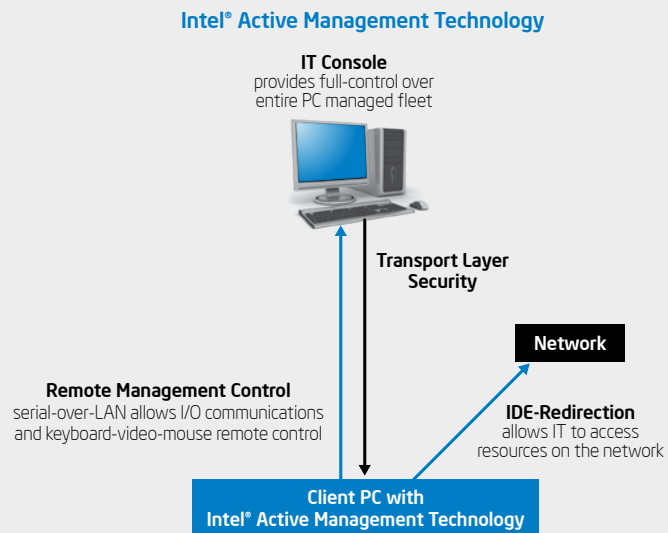 Intel® Active Management Technology
IT Console
provides full-control over
entire PC managed fleet
Transport Layer
Security
Network
Remote Management Control
serial-over-LAN allows I/O communications
and keyboard-video-mouse remote control
IDE-Redirection
allows IT to access
resources on the network
Client PC with
Intel® Active Management Technology